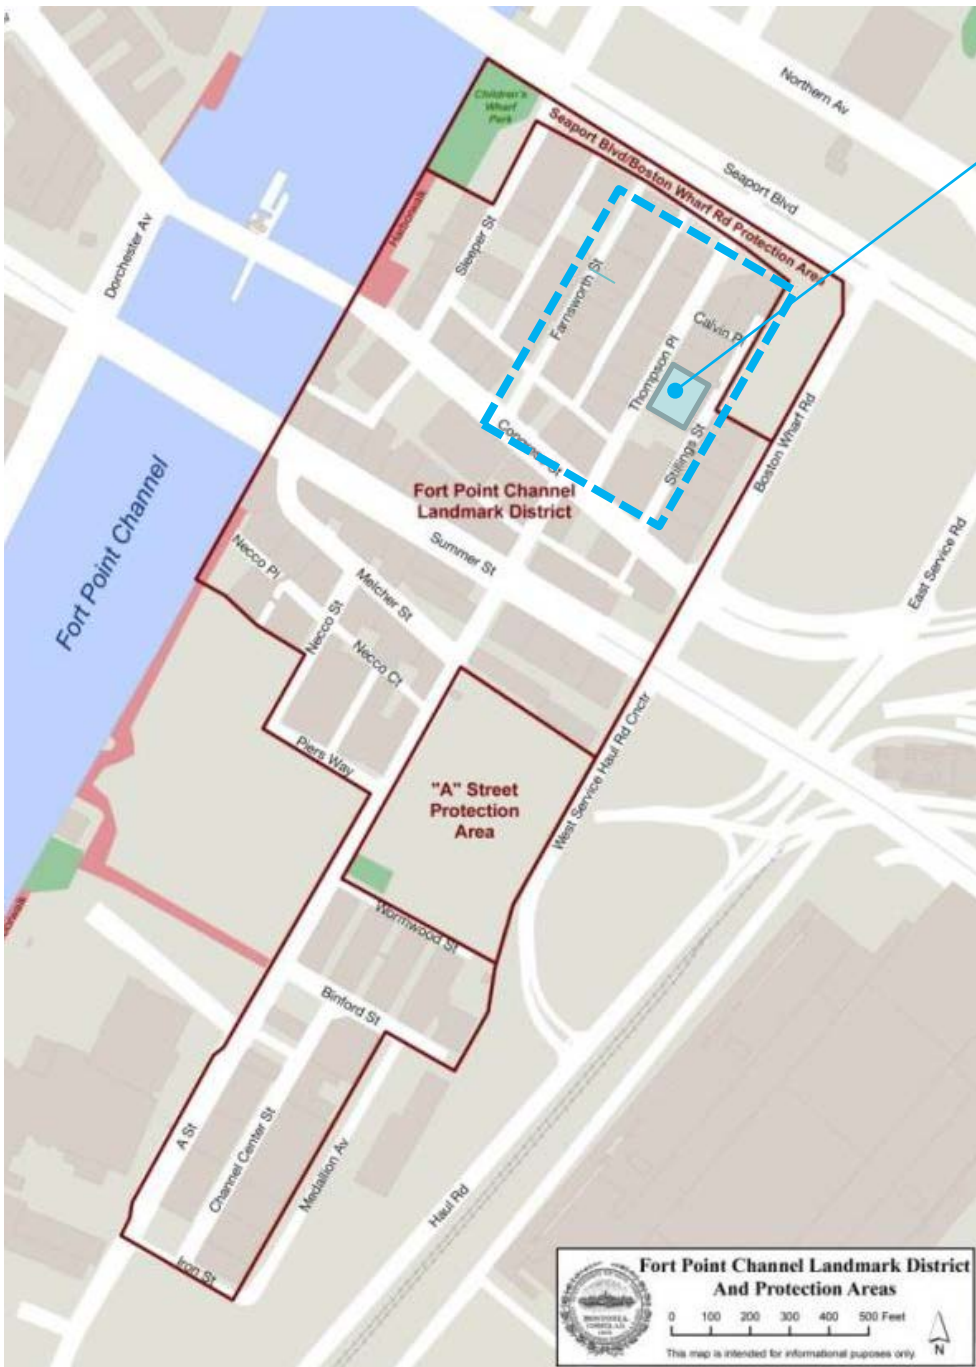 Northern Av
Children's
Wharf
Park
Seaport Blvd/Boston Wharf Rd Protection Area
Seaport Blvd
Harborwalk
Dorchester Av
Sleeper St
Farnsworth St
Calvin Pl
Thompson Pl
Stillings St
Boston Wharf Rd
Congress St
Fort Point Channel
Fort Point Channel
Landmark District
Summer St
East Service Rd
Necco Pl
Melcher St
Necco St
Necco Ct
Piers Way
West Service Haul Rd Cnctr
"A" Street
Protection
Area
Wormwood St
Binford St
A St
Channel Center St
Medallion Av
Haul Rd
Iron St
Fort Point Channel Landmark District
And Protection Areas
0 100 200 300 400 500 Feet
This map is intended for informational puposes only.
N